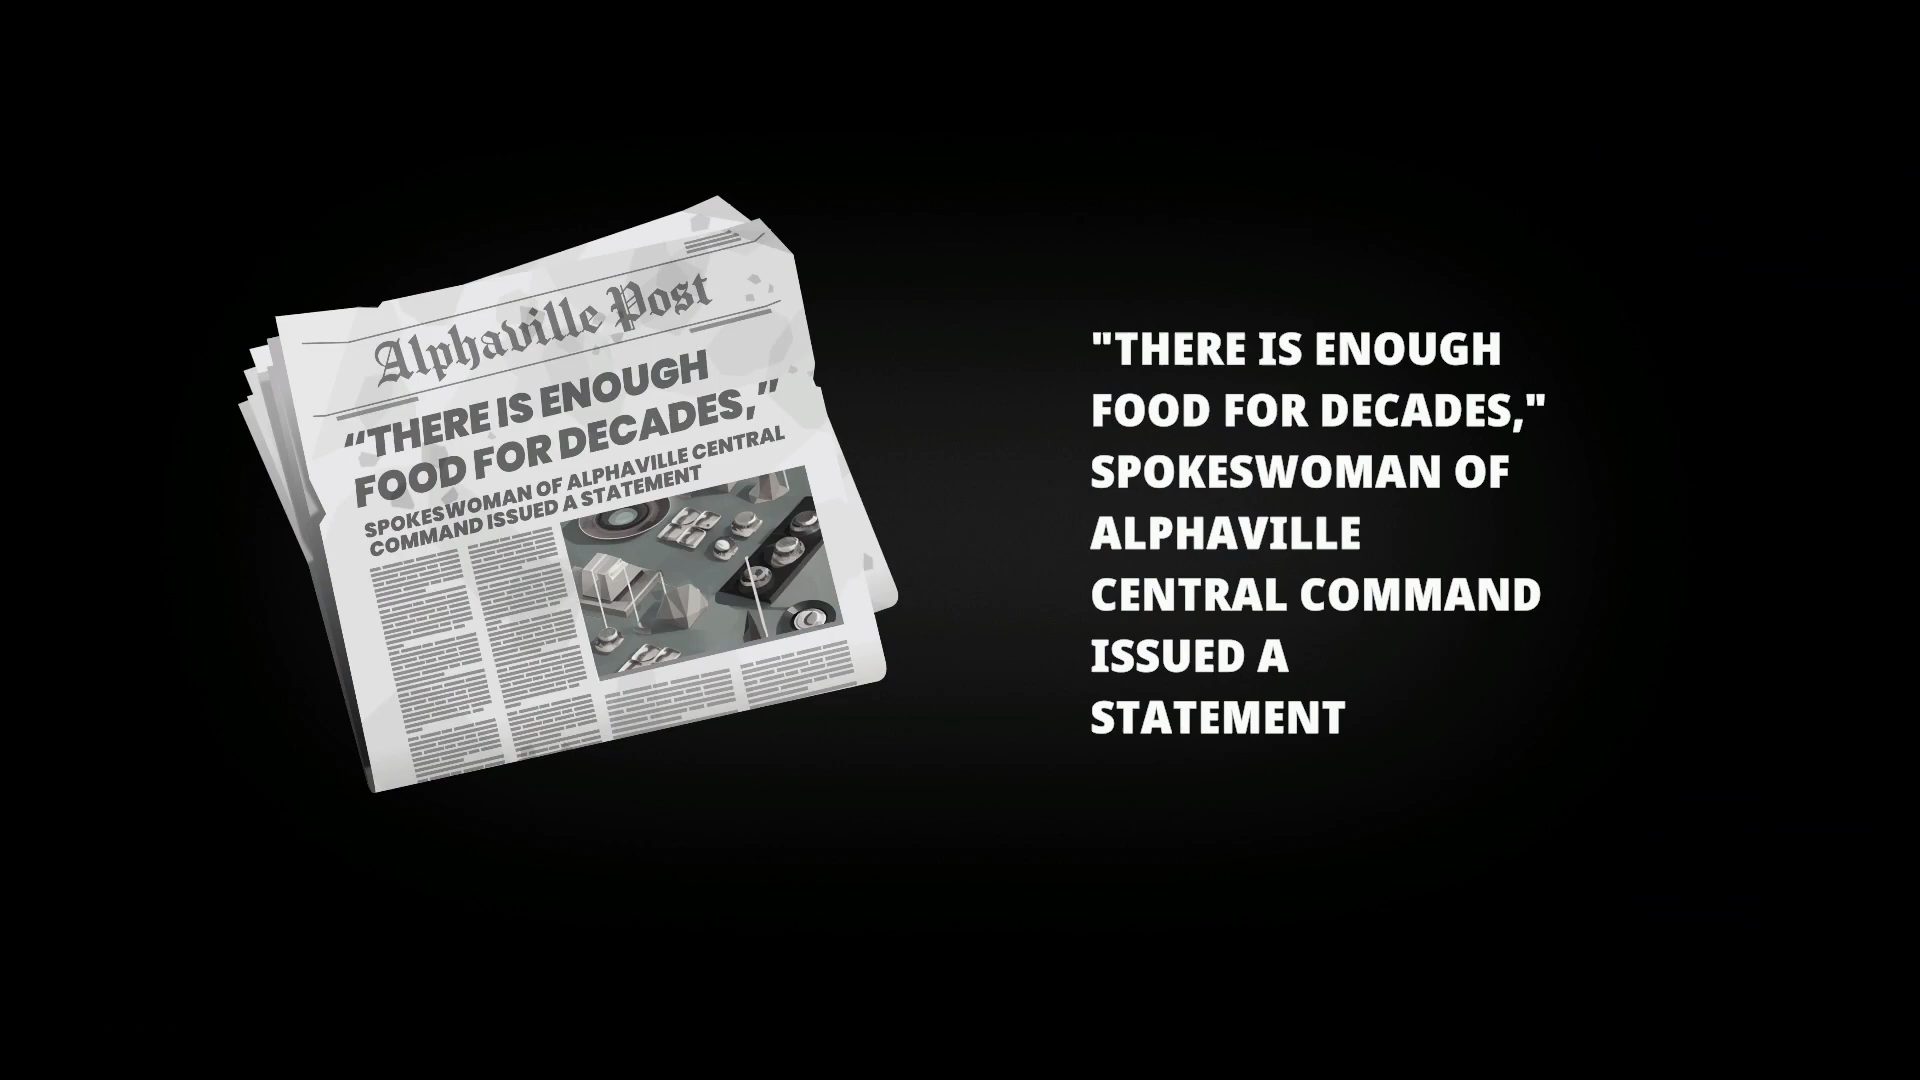 Alphaville Post
“THERE IS ENOUGH
FOOD FOR DECADES,”
SPOKESWOMAN OF ALPHAVILLE CENTRAL
COMMAND ISSUED A STATEMENT
"THERE IS ENOUGH
FOOD FOR DECADES,"
SPOKESWOMAN OF
ALPHAVILLE
CENTRAL COMMAND
ISSUED A
STATEMENT